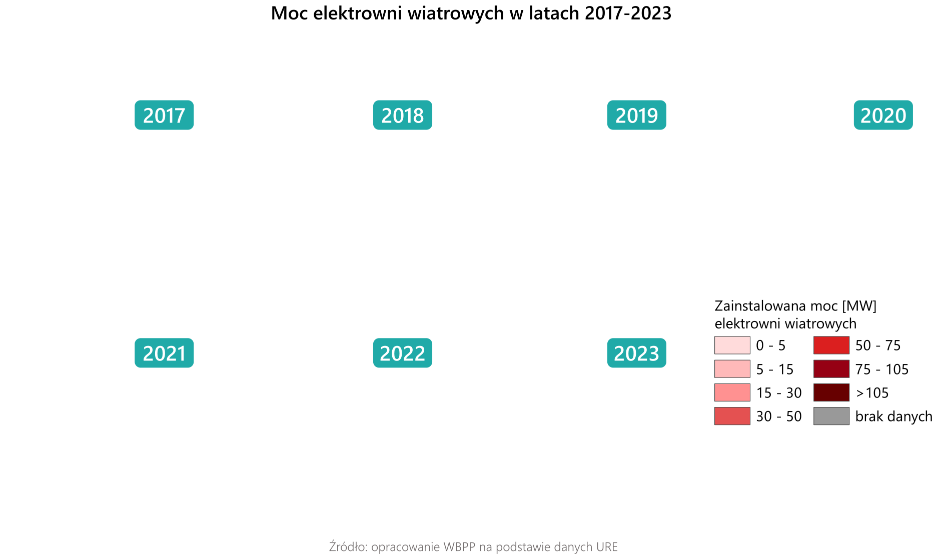 Moc elektrowni wiatrowych w latach 2017-2023
2017
2018
2019
2020
2021
2022
2023
Zainstalowana moc [MW]
elektrowni wiatrowych
0 - 5
50 - 75
5 - 15
75 - 105
15 - 30
>105
30 - 50
brak danych
Źródło: opracowanie WBPP na podstawie danych URE